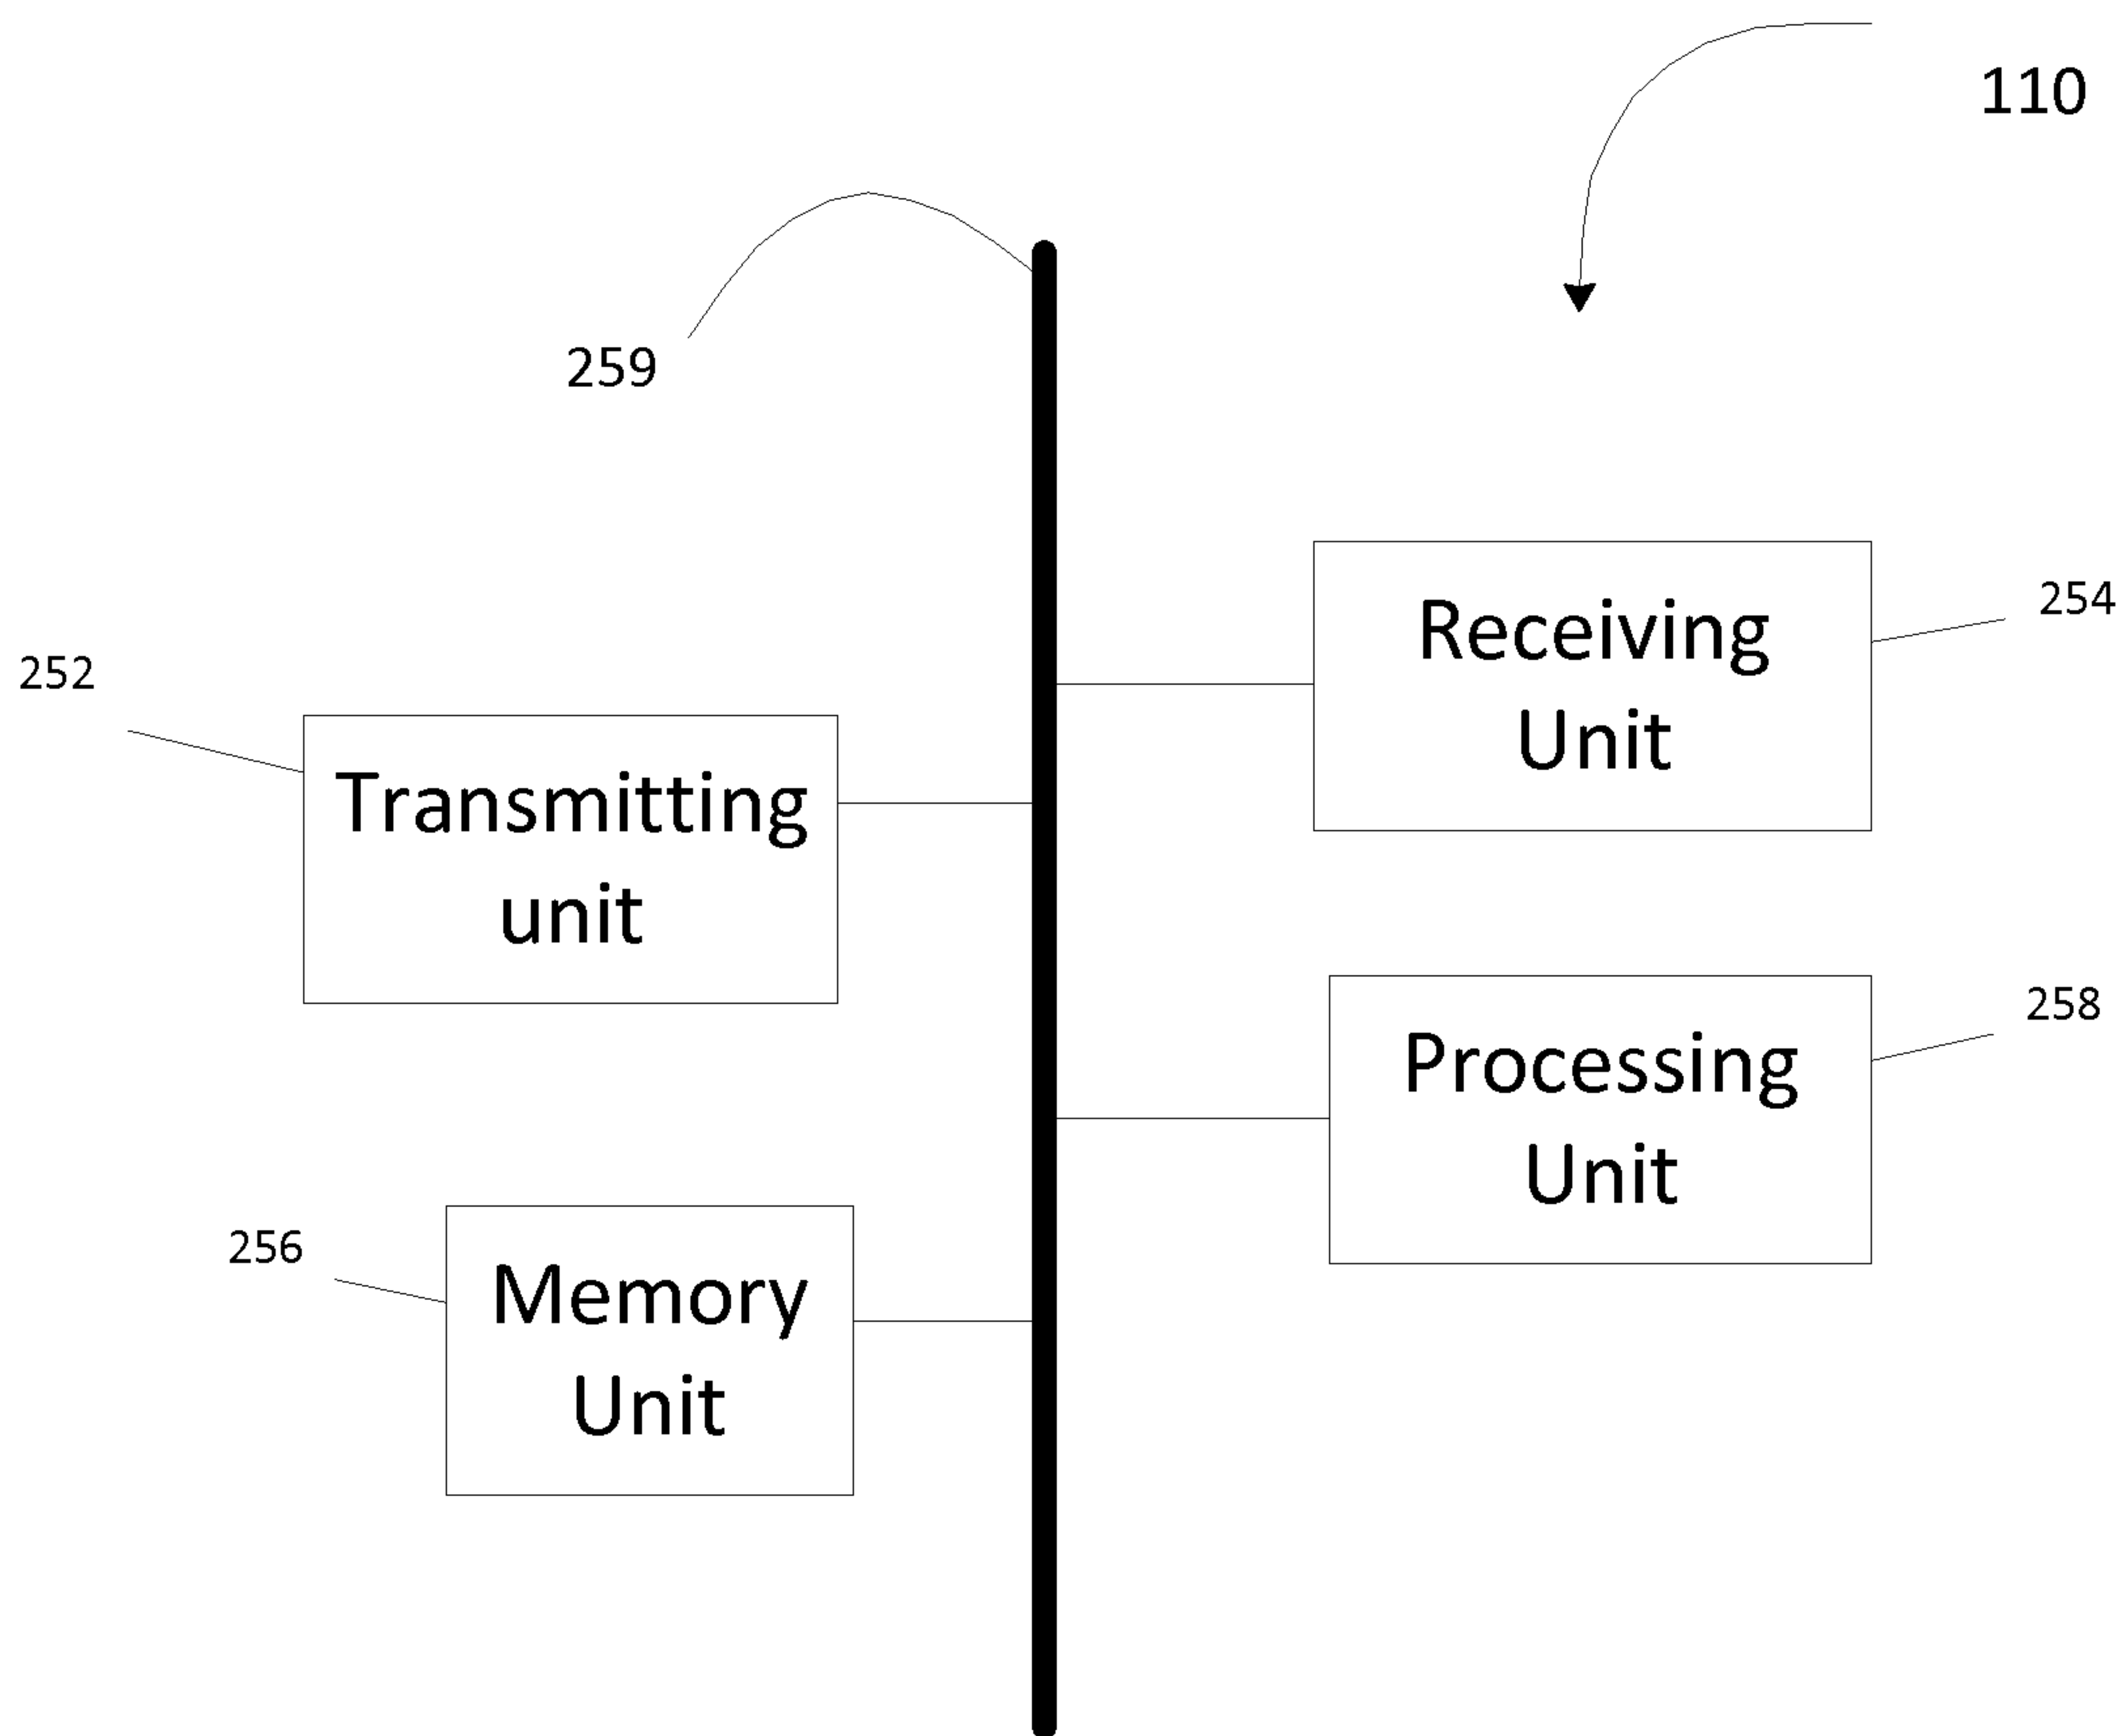 110
259
254
Receiving
Unit
252
Transmitting
unit
258
Processing
Unit
256
Memory
Unit